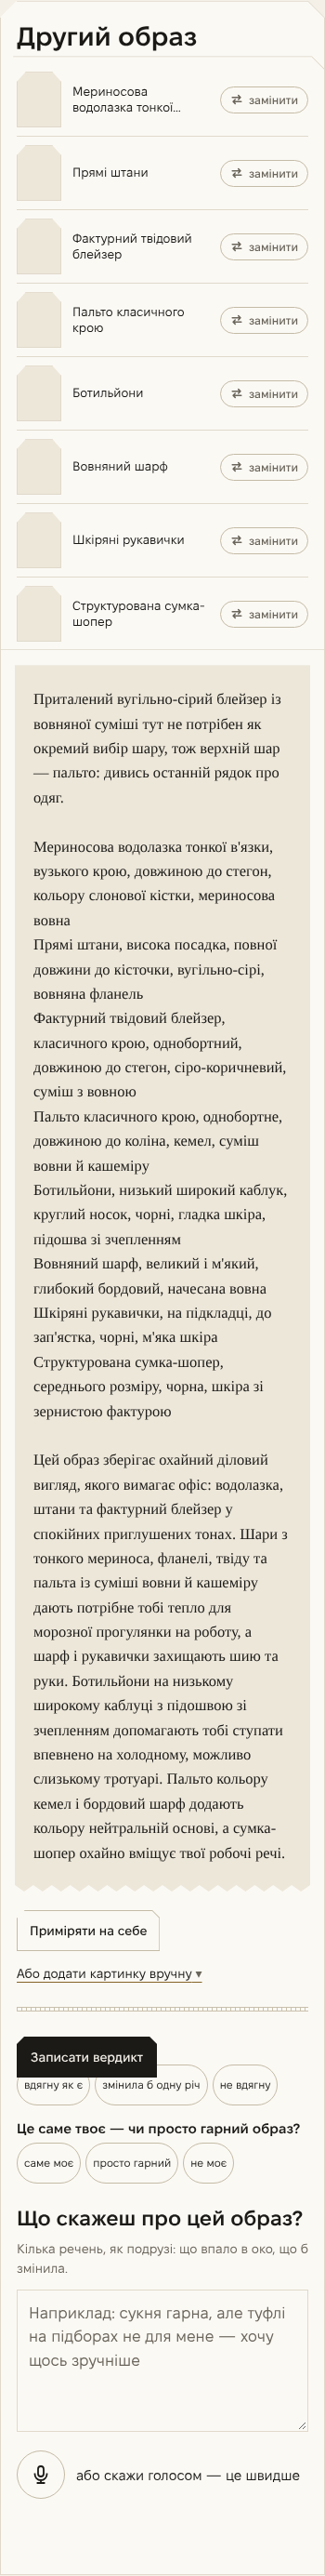 Другий образ
Мериносова
водолазка тонкої...
замінити
Прямі штани
замінити
Фактурний твідовий
блейзер
замінити
Пальто класичного
крою
замінити
Ботильйони
замінити
Вовняний шарф
замінити
Шкіряні рукавички
замінити
Структурована сумка-
шопер
замінити
Приталений вугільно-сірий блейзер із
вовняної суміші тут не потрібен як
окремий вибір шару, тож верхній шар
— пальто: дивись останній рядок про
одяг.
Мериносова водолазка тонкої в'язки,
вузького крою, довжиною до стегон,
кольору слонової кістки, мериносова
вовна
Прямі штани, висока посадка, повної
довжини до кісточки, вугільно-сірі,
вовняна фланель
Фактурний твідовий блейзер,
класичного крою, однобортний,
довжиною до стегон, сіро-коричневий,
суміш з вовною
Пальто класичного крою, однобортне,
довжиною до коліна, кемел, суміш
вовни й кашеміру
Ботильйони, низький широкий каблук,
круглий носок, чорні, гладка шкіра,
підошва зі зчепленням
Вовняний шарф, великий і м'який,
глибокий бордовий, начесана вовна
Шкіряні рукавички, на підкладці, до
зап'ястка, чорні, м'яка шкіра
Структурована сумка-шопер,
середнього розміру, чорна, шкіра зі
зернистою фактурою
Цей образ зберігає охайний діловий
вигляд, якого вимагає офіс: водолазка,
штани та фактурний блейзер у
спокійних приглушених тонах. Шари з
тонкого мериноса, фланелі, твіду та
пальта із суміші вовни й кашеміру
дають потрібне тобі тепло для
морозної прогулянки на роботу, а
шарф і рукавички захищають шию та
руки. Ботильйони на низькому
широкому каблуці з підошвою зі
зчепленням допомагають тобі ступати
впевнено на холодному, можливо
слизькому тротуарі. Пальто кольору
кемел і бордовий шарф додають
кольору нейтральній основі, а сумка-
шопер охайно вміщує твої робочі речі.
Приміряти на себе
Або додати картинку вручну ▾
Записати вердикт
вдягну як є
змінила б одну річ
не вдягну
Це саме твоє — чи просто гарний образ?
саме моє
просто гарний
не моє
Що скажеш про цей образ?
Кілька речень, як подрузі: що впало в око, що б
змінила.
Наприклад: сукня гарна, але туфлі
на підборах не для мене — хочу
щось зручніше
або скажи голосом — це швидше